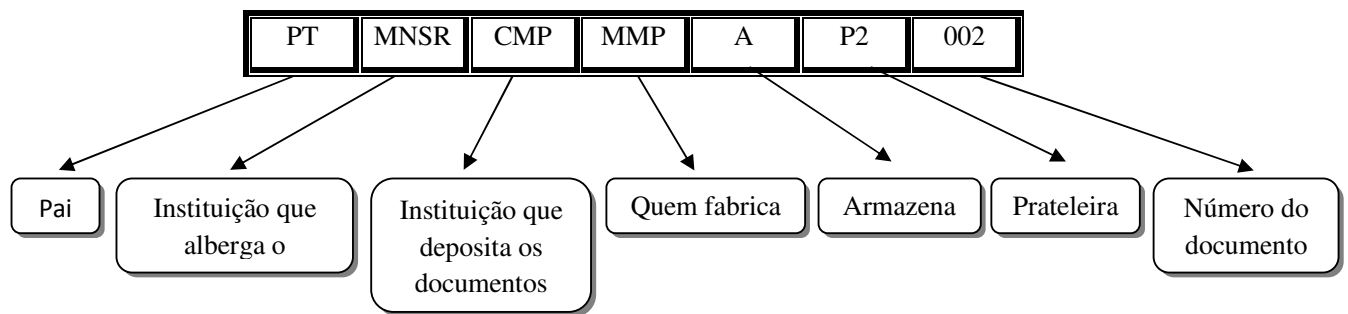 PT MNSR CMP MMP A P2 002
Pai
Instituição que
alberga o
Instituição que
deposita os
documentos
Quem fabrica
Armazena
Prateleira
Número do
documento